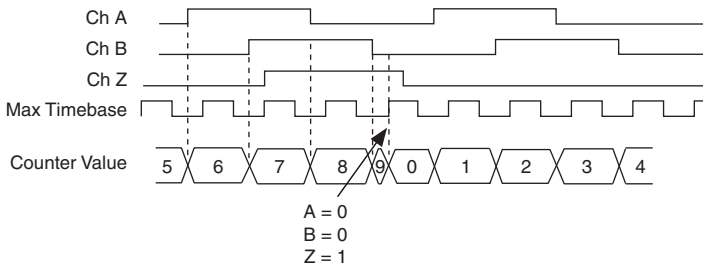 Ch A
Ch B
Ch Z
Max Timebase
Counter Value 5 6 7 8 9 0 1 2 3 4
A = 0
B = 0
Z = 1